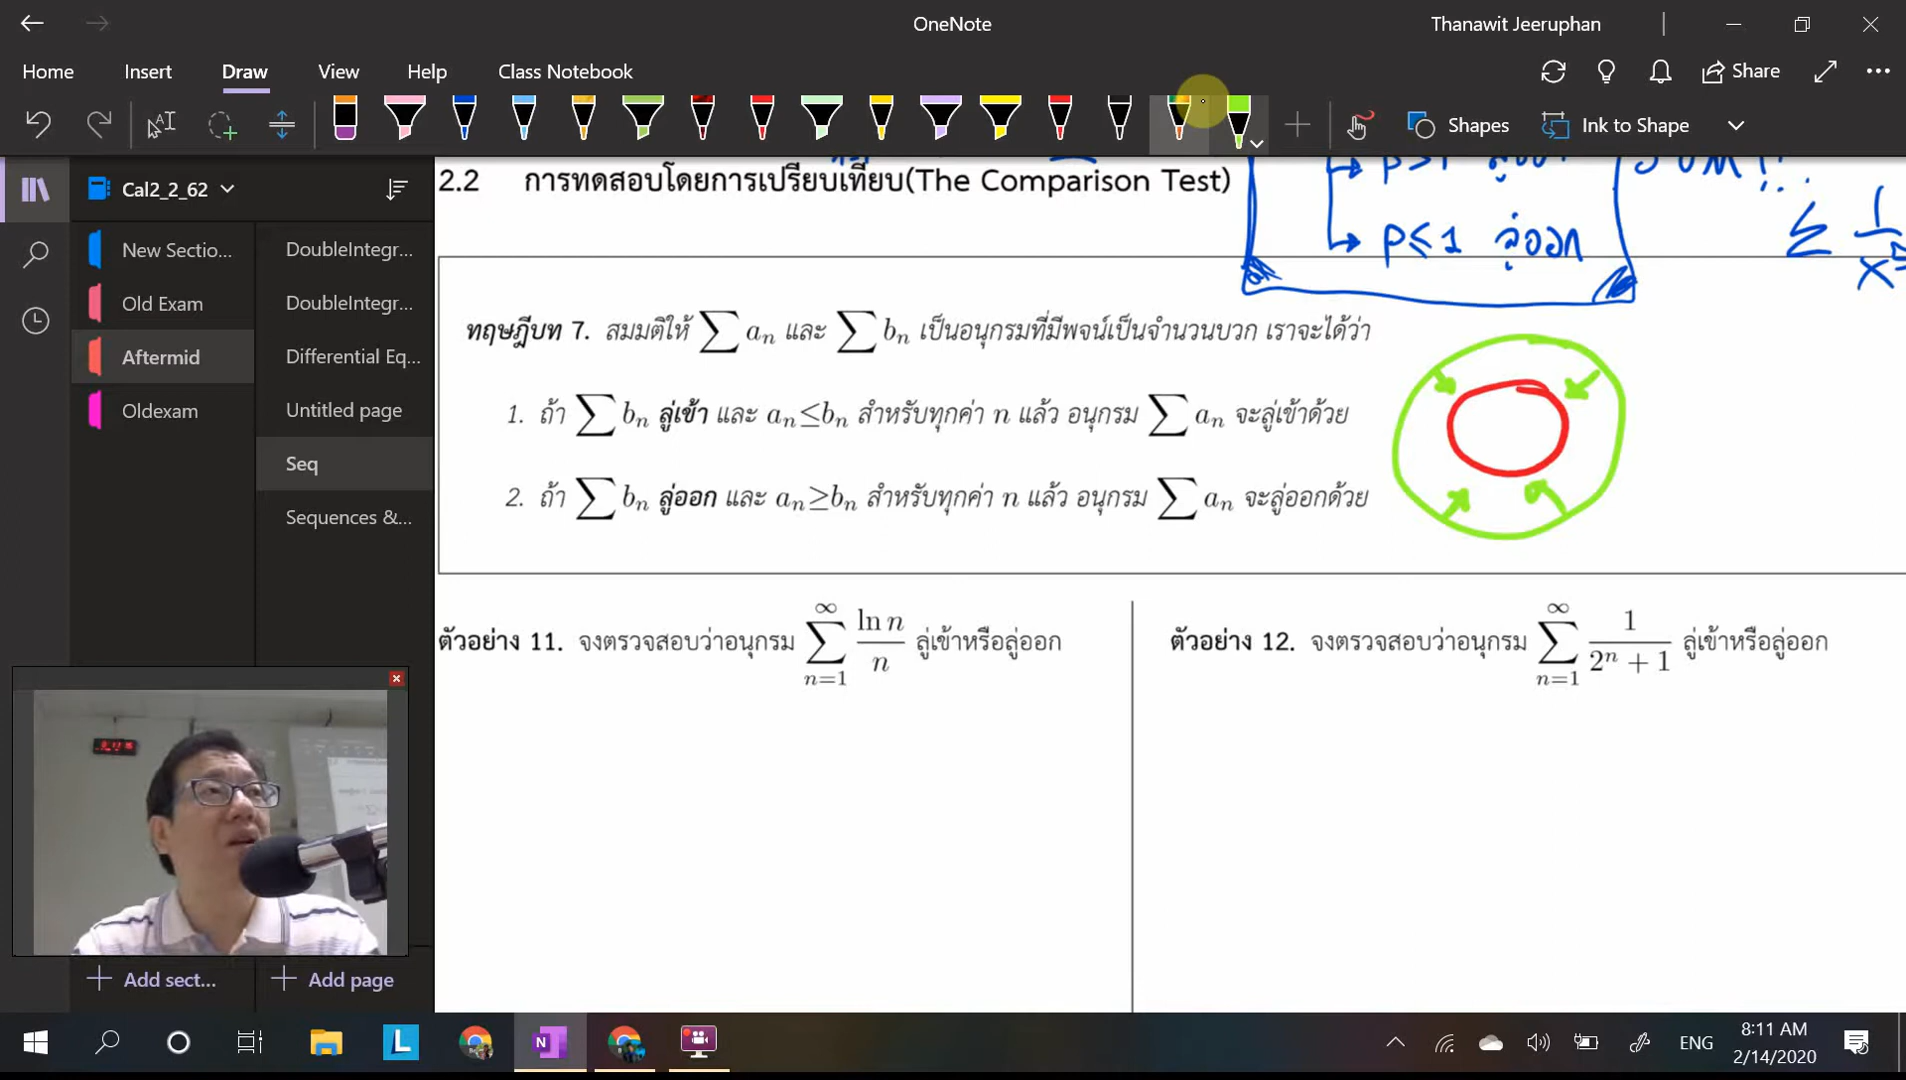 OneNote
Thanawit Jeeruphan
Home Insert Draw View Help Class Notebook
Share
Shapes
Ink to Shape
Cal2_2_62
New Sectio...
Old Exam
Aftermid
Oldexam
DoubleIntegr...
DoubleIntegr...
Differential Eq...
Untitled page
Seq
Sequences &...
Add sect...
Add page
2.2 การทดสอบโดยการเปรียบเทียบ(The Comparison Test)
p≤1 ลู่ออก
ทฤษฎีบท 7. สมมติให้ ∑ aₙ และ ∑ bₙ เป็นอนุกรมที่มีพจน์เป็นจำนวนบวก เราจะได้ว่า
1. ถ้า ∑ bₙ ลู่เข้า และ aₙ≤bₙ สำหรับทุกค่า n แล้ว อนุกรม ∑ aₙ จะลู่เข้าด้วย
2. ถ้า ∑ bₙ ลู่ออก และ aₙ≥bₙ สำหรับทุกค่า n แล้ว อนุกรม ∑ aₙ จะลู่ออกด้วย
ตัวอย่าง 11. จงตรวจสอบว่าอนุกรม ∑_{n=1}^{∞} ln n / n ลู่เข้าหรือลู่ออก
ตัวอย่าง 12. จงตรวจสอบว่าอนุกรม ∑_{n=1}^{∞} 1 / (2ⁿ + 1) ลู่เข้าหรือลู่ออก
ENG
8:11 AM
2/14/2020